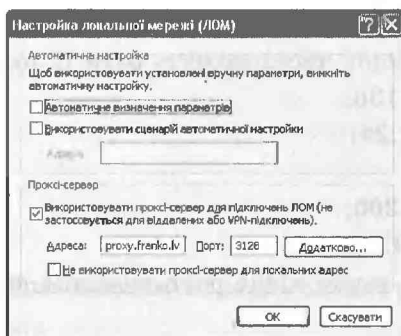 Настройка локальної мережі (ЛОМ)
Автоматична настройка
Щоб використовувати установлені вручну параметри, вимкніть
автоматичну настройку.
Автоматичне визначення параметрів
Використовувати сценарій автоматичної настройки
Адреса
Проксі-сервер
Використовувати проксі-сервер для підключень ЛОМ (не
застосовується для віддалених або VPN-підключень).
Адреса: proxy.franko.lv Порт: 3128 Додатково...
Не використовувати проксі-сервер для локальних адрес
ОК Скасувати